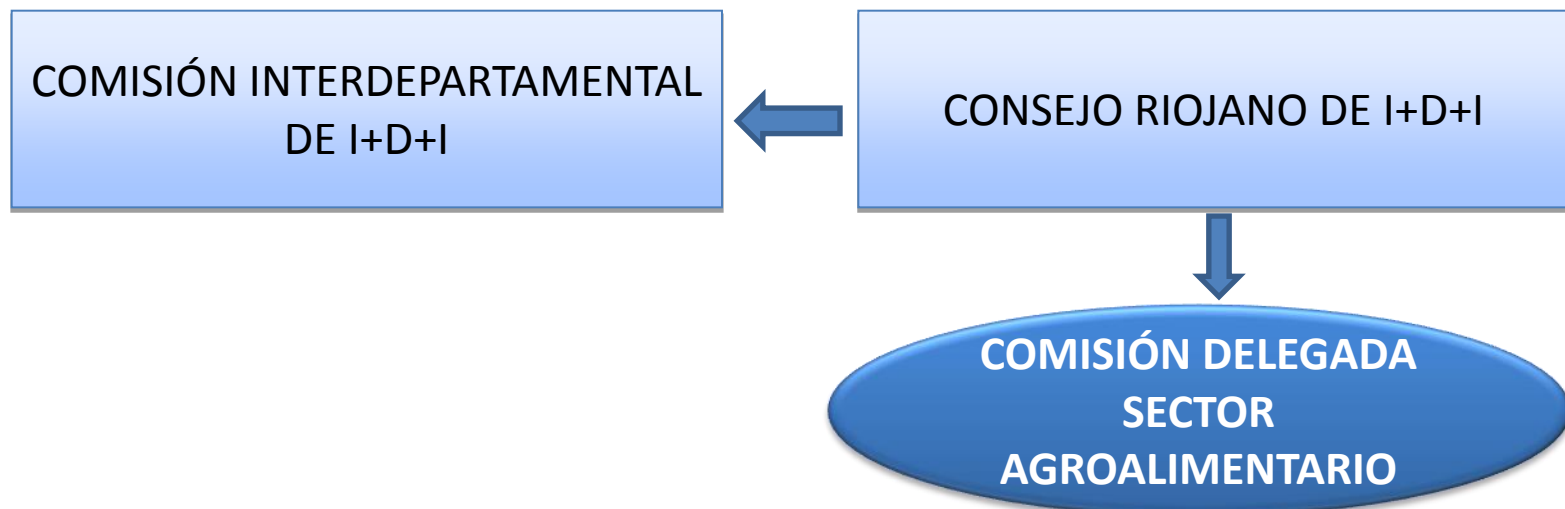 COMISIÓN INTERDEPARTAMENTAL
DE I+D+I
CONSEJO RIOJANO DE I+D+I
COMISIÓN DELEGADA
SECTOR
AGROALIMENTARIO